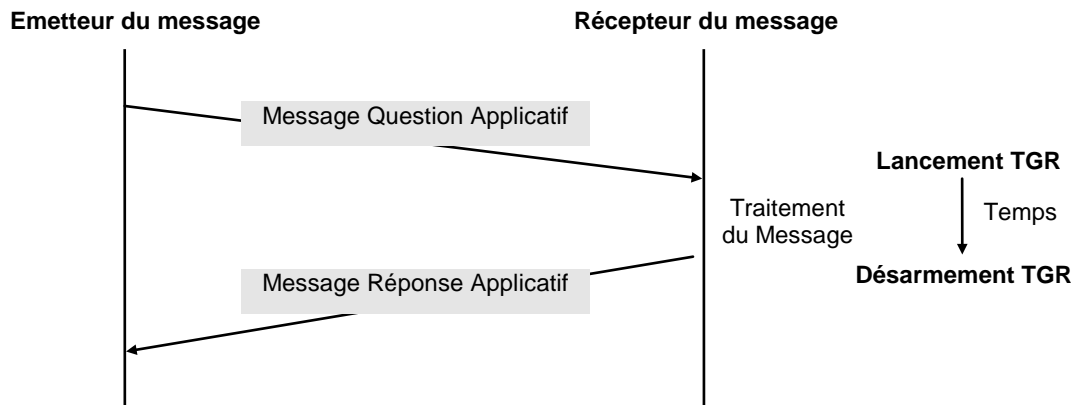 Emetteur du message
Récepteur du message
Message Question Applicatif
Lancement TGR
Traitement
du Message
Temps
Désarmement TGR
Message Réponse Applicatif